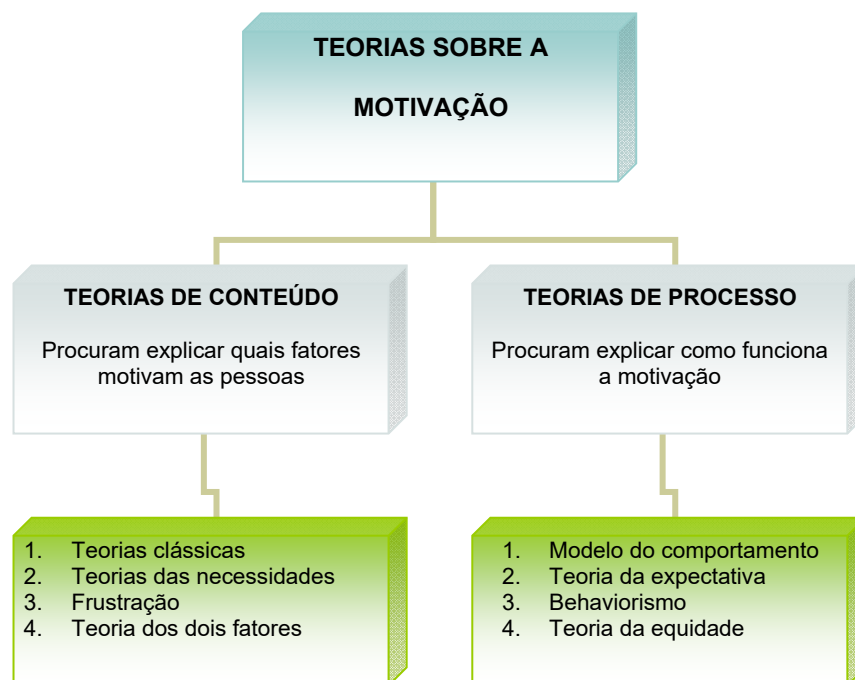 TEORIAS SOBRE A
MOTIVAÇÃO
TEORIAS DE CONTEÚDO
Procuram explicar quais fatores
motivam as pessoas
TEORIAS DE PROCESSO
Procuram explicar como funciona
a motivação
1. Teorias clássicas
2. Teorias das necessidades
3. Frustração
4. Teoria dos dois fatores
1. Modelo do comportamento
2. Teoria da expectativa
3. Behaviorismo
4. Teoria da equidade